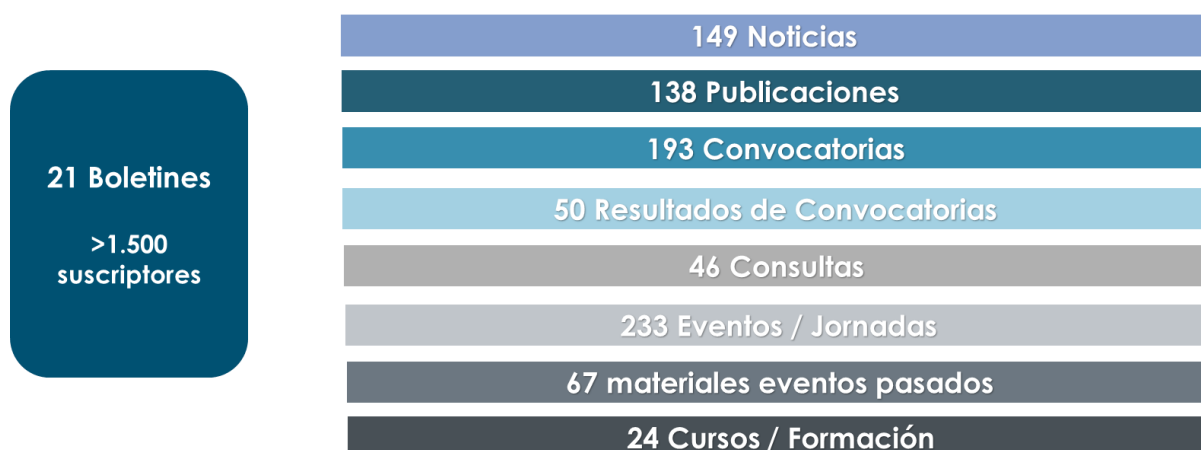 21 Boletines
>1.500
suscriptores
149 Noticias
138 Publicaciones
193 Convocatorias
50 Resultados de Convocatorias
46 Consultas
233 Eventos / Jornadas
67 materiales eventos pasados
24 Cursos / Formación